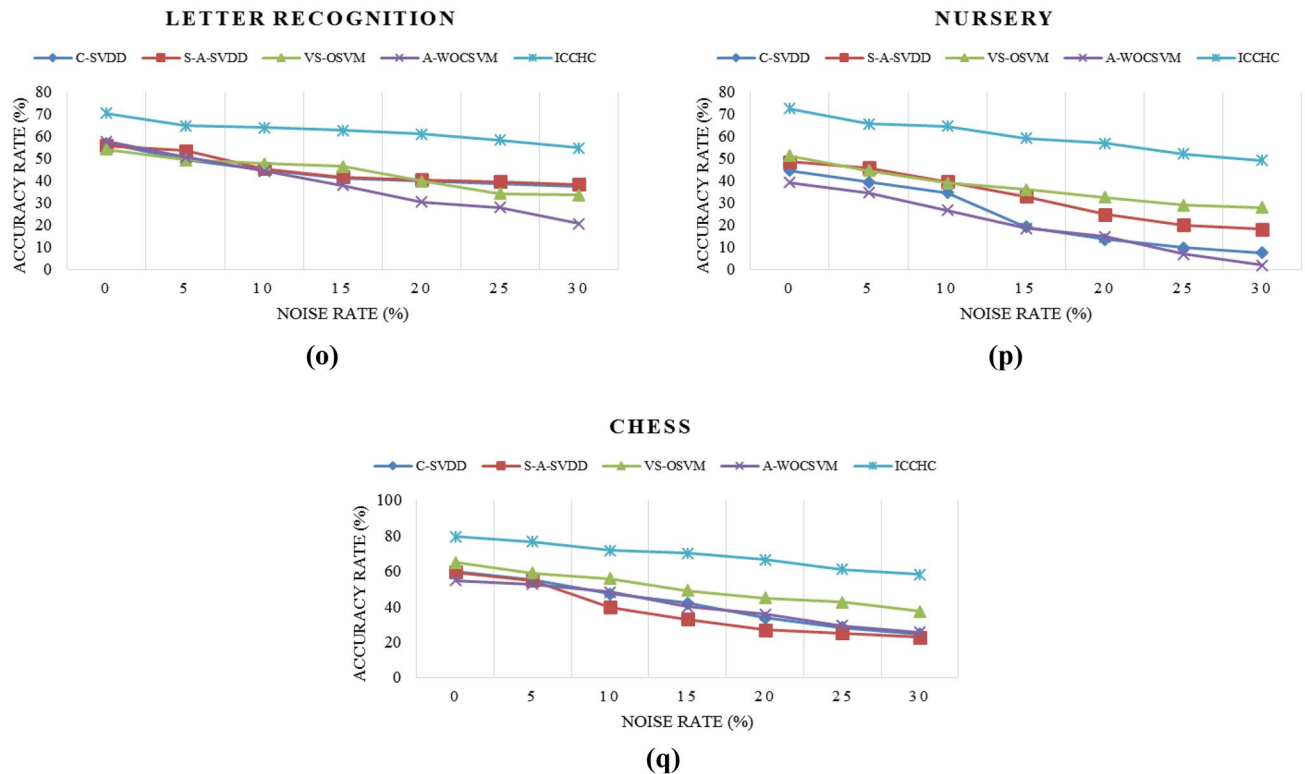 LETTER RECOGNITION
C-SVDD S-A-SVDD VS-OSVM A-WOCSVM ICCHC
ACCURACY RATE (%)
80
70
60
50
40
30
20
10
0
0 5 10 15 20 25 30
NOISE RATE (%)
(o)
NURSERY
C-SVDD S-A-SVDD VS-OSVM A-WOCSVM ICCHC
ACCURACY RATE (%)
80
70
60
50
40
30
20
10
0
0 5 10 15 20 25 30
NOISE RATE (%)
(p)
CHESS
C-SVDD S-A-SVDD VS-OSVM A-WOCSVM ICCHC
ACCURACY RATE (%)
100
80
60
40
20
0
0 5 10 15 20 25 30
NOISE RATE (%)
(q)